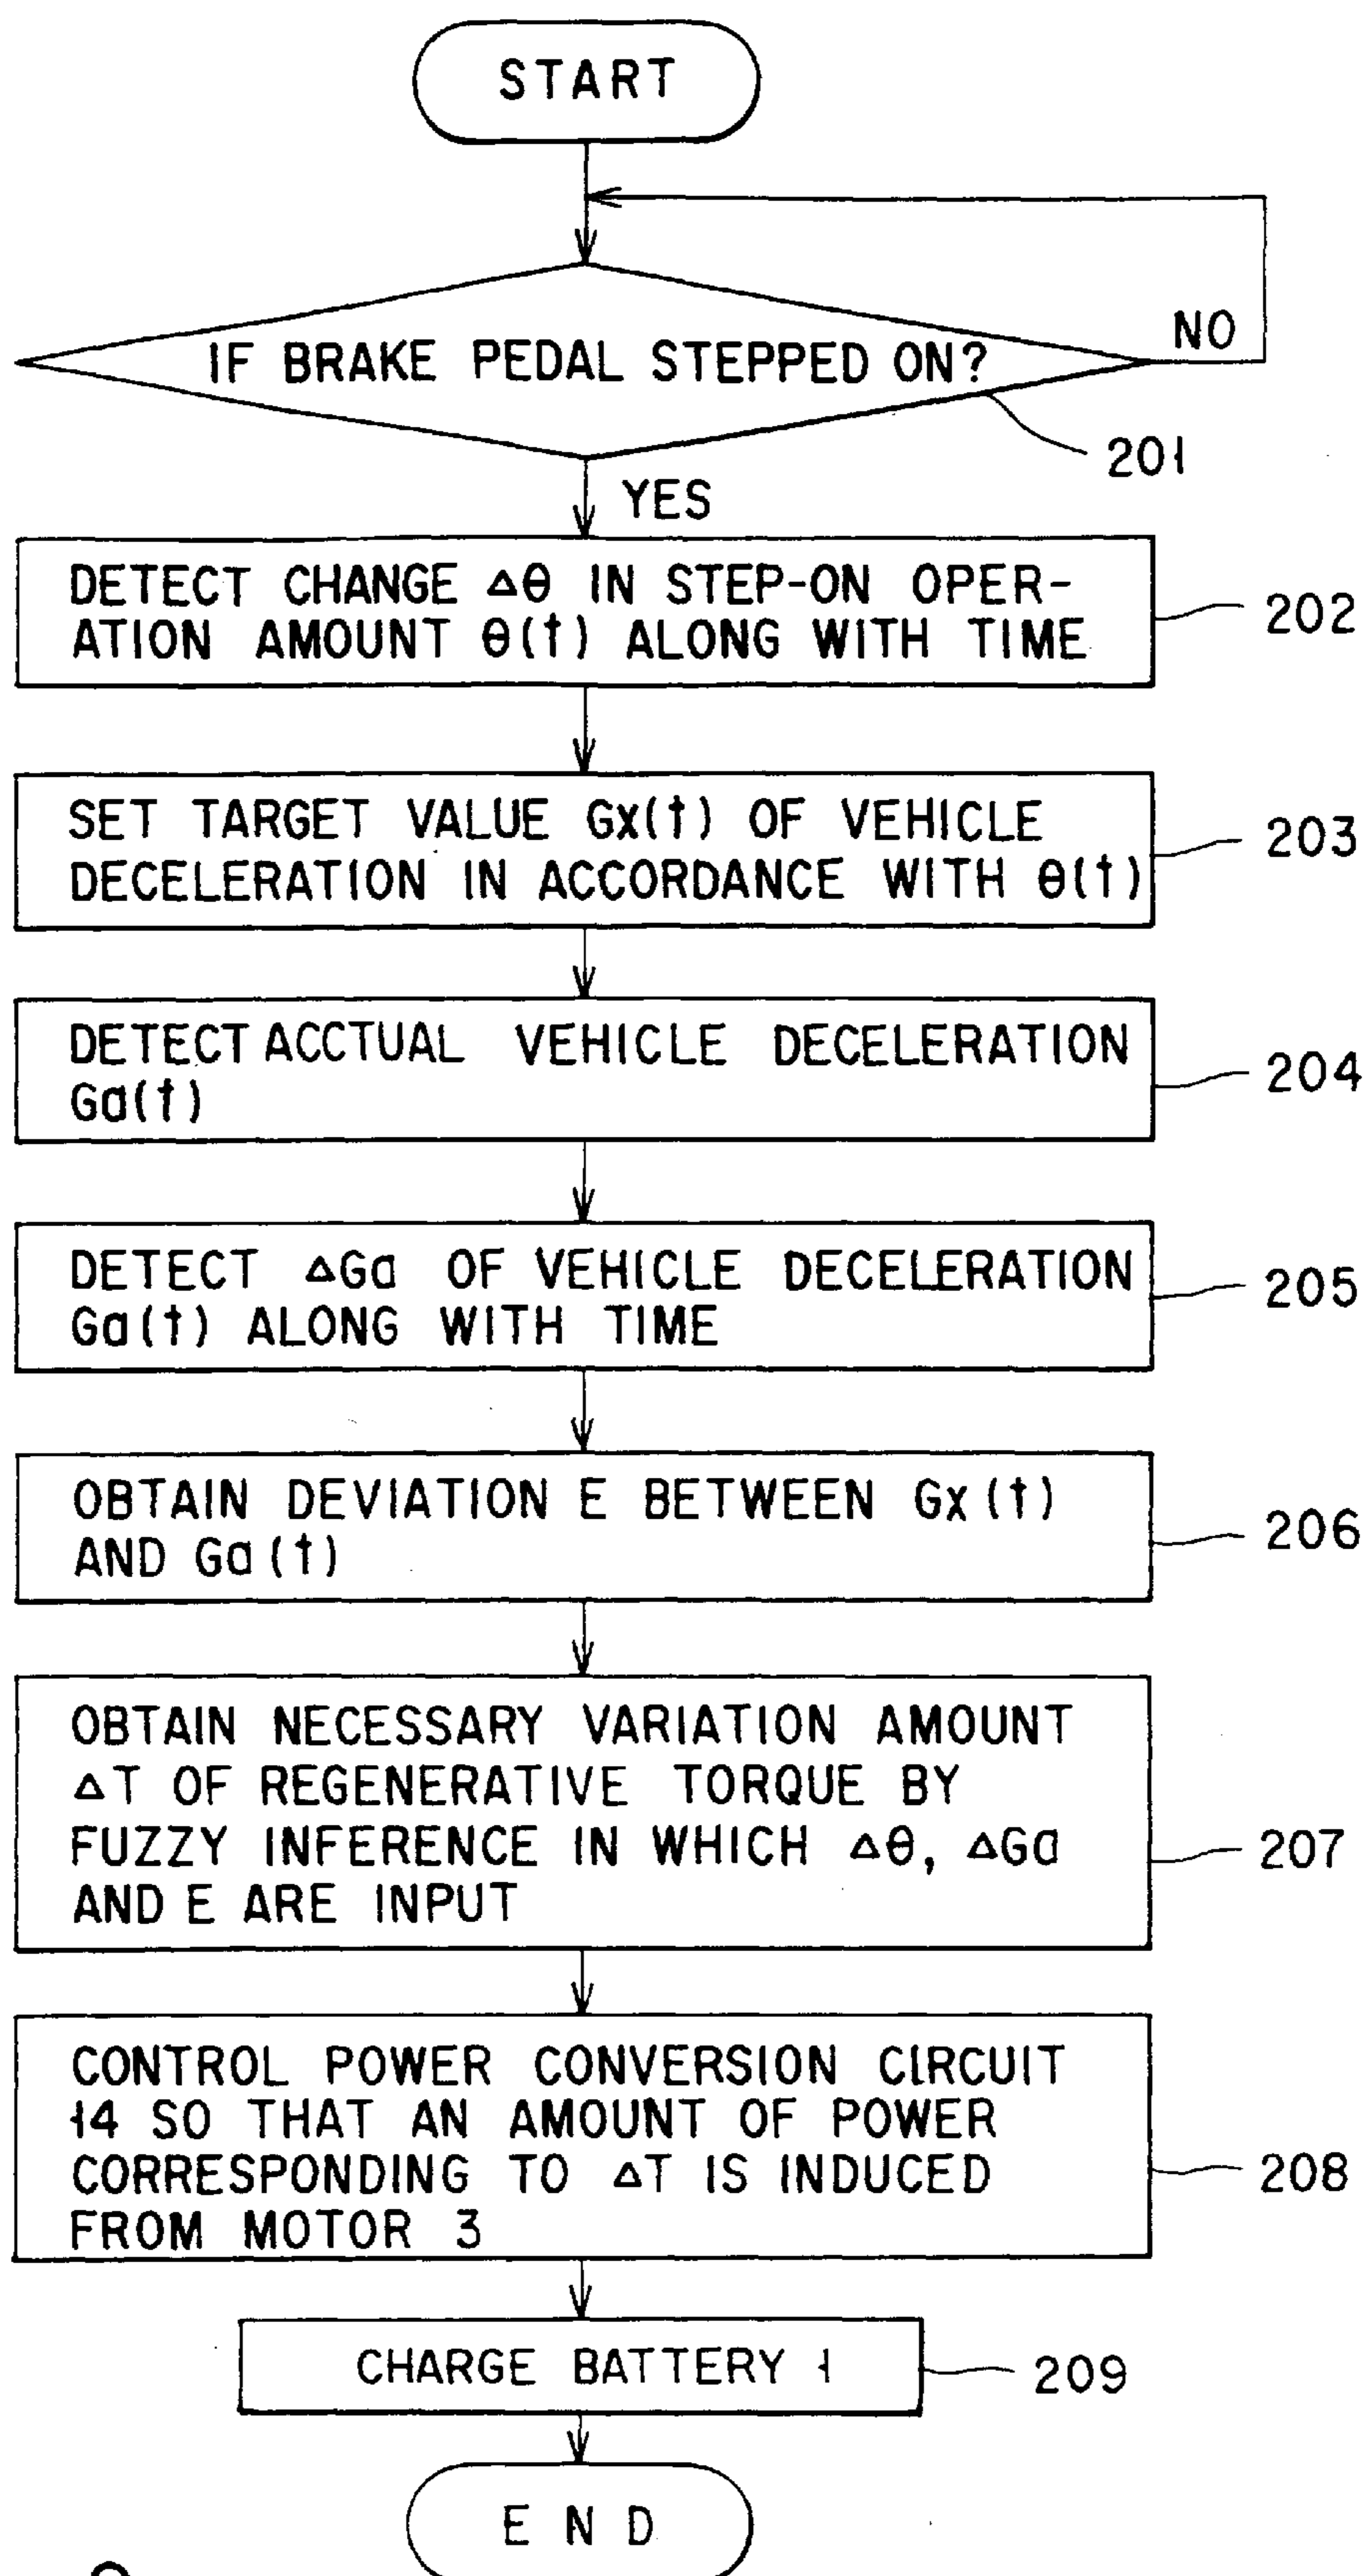 START
NO
IF BRAKE PEDAL STEPPED ON?
201
YES
DETECT CHANGE ΔΘ IN STEP-ON OPER-
ATION AMOUNT Θ(t) ALONG WITH TIME
202
SET TARGET VALUE Gx(t) OF VEHICLE
DECELERATION IN ACCORDANCE WITH Θ(t)
203
DETECT ACCTUAL VEHICLE DECELERATION
Ga(t)
204
DETECT ΔGa OF VEHICLE DECELERATION
Ga(t) ALONG WITH TIME
205
OBTAIN DEVIATION E BETWEEN Gx(t)
AND Ga(t)
206
OBTAIN NECESSARY VARIATION AMOUNT
ΔT OF REGENERATIVE TORQUE BY
FUZZY INFERENCE IN WHICH ΔΘ, ΔGa
AND E ARE INPUT
207
CONTROL POWER CONVERSION CIRCUIT
14 SO THAT AN AMOUNT OF POWER
CORRESPONDING TO ΔT IS INDUCED
FROM MOTOR 3
208
CHARGE BATTERY 1
209
END